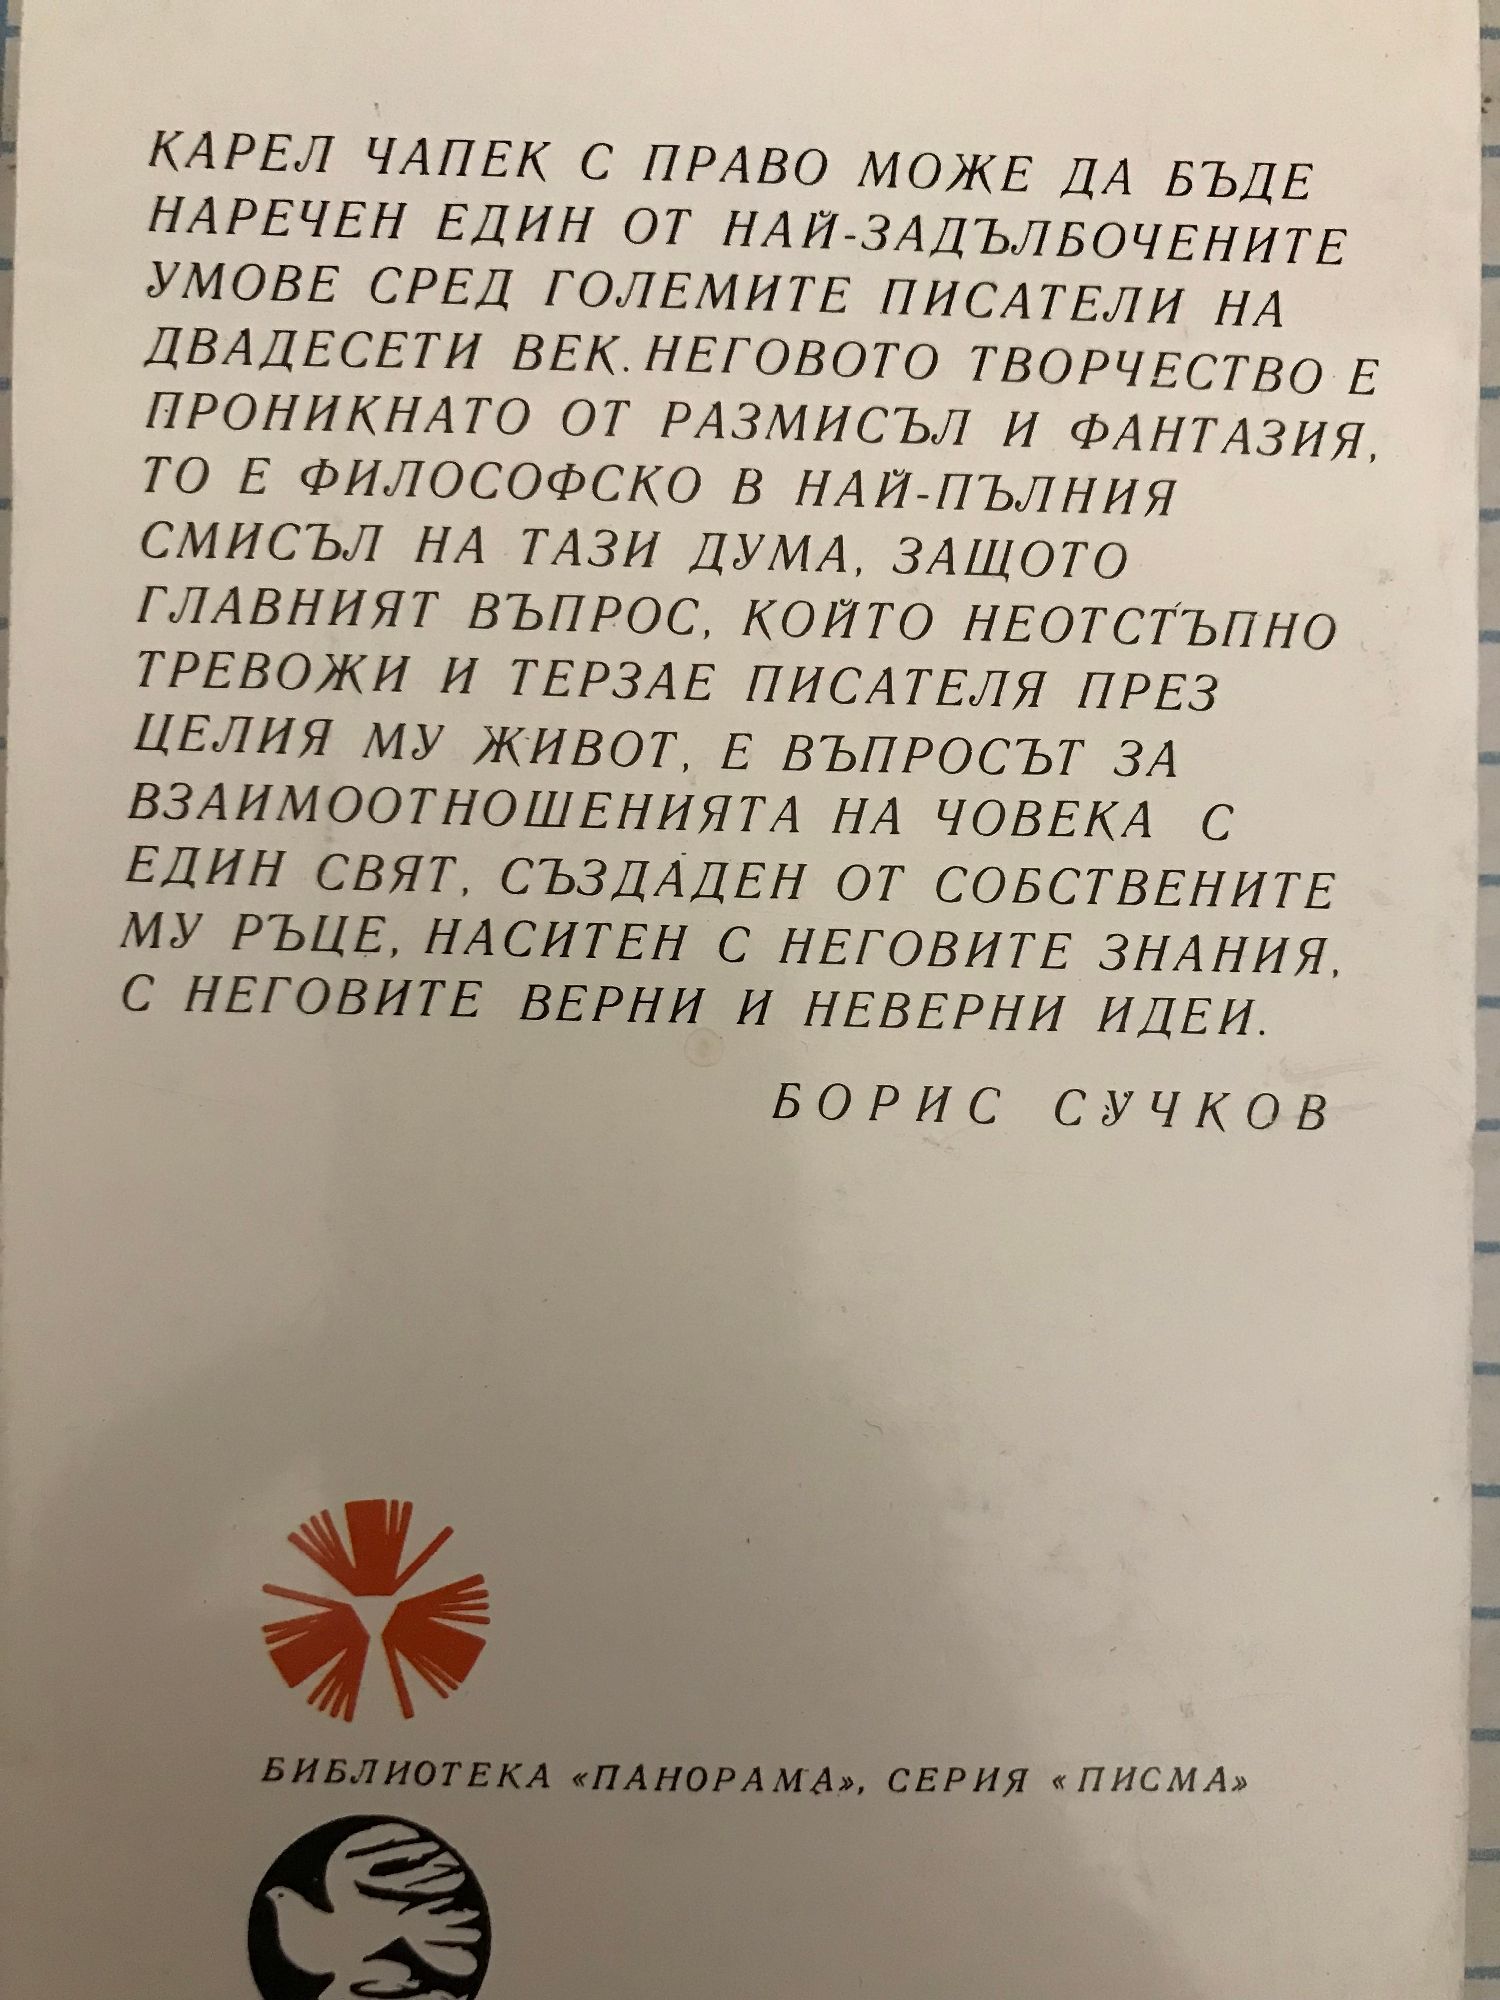 КАРЕЛ ЧАПЕК С ПРАВО МОЖЕ ДА БЪДЕ
НАРЕЧЕН ЕДИН ОТ НАЙ-ЗАДЪЛБОЧЕНИТЕ
УМОВЕ СРЕД ГОЛЕМИТЕ ПИСАТЕЛИ НА
ДВАДЕСЕТИ ВЕК. НЕГОВОТО ТВОРЧЕСТВО Е
ПРОНИКНАТО ОТ РАЗМИСЪЛ И ФАНТАЗИЯ,
ТО Е ФИЛОСОФСКО В НАЙ-ПЪЛНИЯ
СМИСЪЛ НА ТАЗИ ДУМА, ЗАЩОТО
ГЛАВНИЯТ ВЪПРОС, КОЙТО НЕОТСТЪПНО
ТРЕВОЖИ И ТЕРЗАЕ ПИСАТЕЛЯ ПРЕЗ
ЦЕЛИЯ МУ ЖИВОТ, Е ВЪПРОСЪТ ЗА
ВЗАИМООТНОШЕНИЯТА НА ЧОВЕКА С
ЕДИН СВЯТ, СЪЗДАДЕН ОТ СОБСТВЕНИТЕ
МУ РЪЦЕ, НАСИТЕН С НЕГОВИТЕ ЗНАНИЯ,
С НЕГОВИТЕ ВЕРНИ И НЕВЕРНИ ИДЕИ.
БОРИС СУЧКОВ
БИБЛИОТЕКА «ПАНОРАМА», СЕРИЯ «ПИСМА»